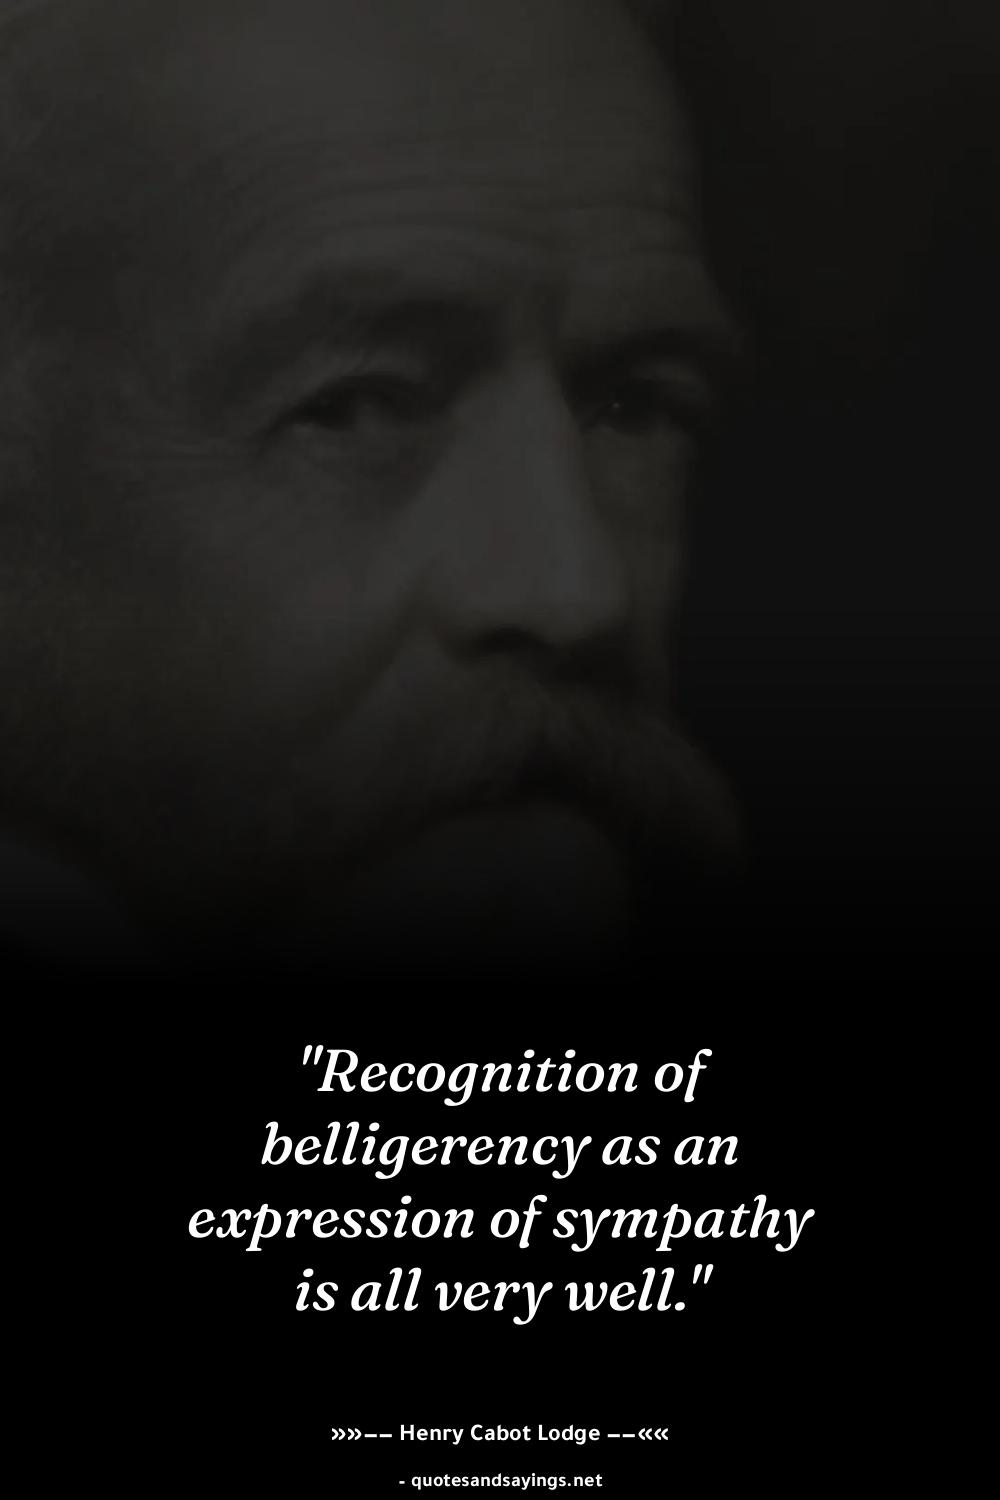 "Recognition of
belligerency as an
expression of sympathy
is all very well."
»»–– Henry Cabot Lodge ––««
- quotesandsayings.net